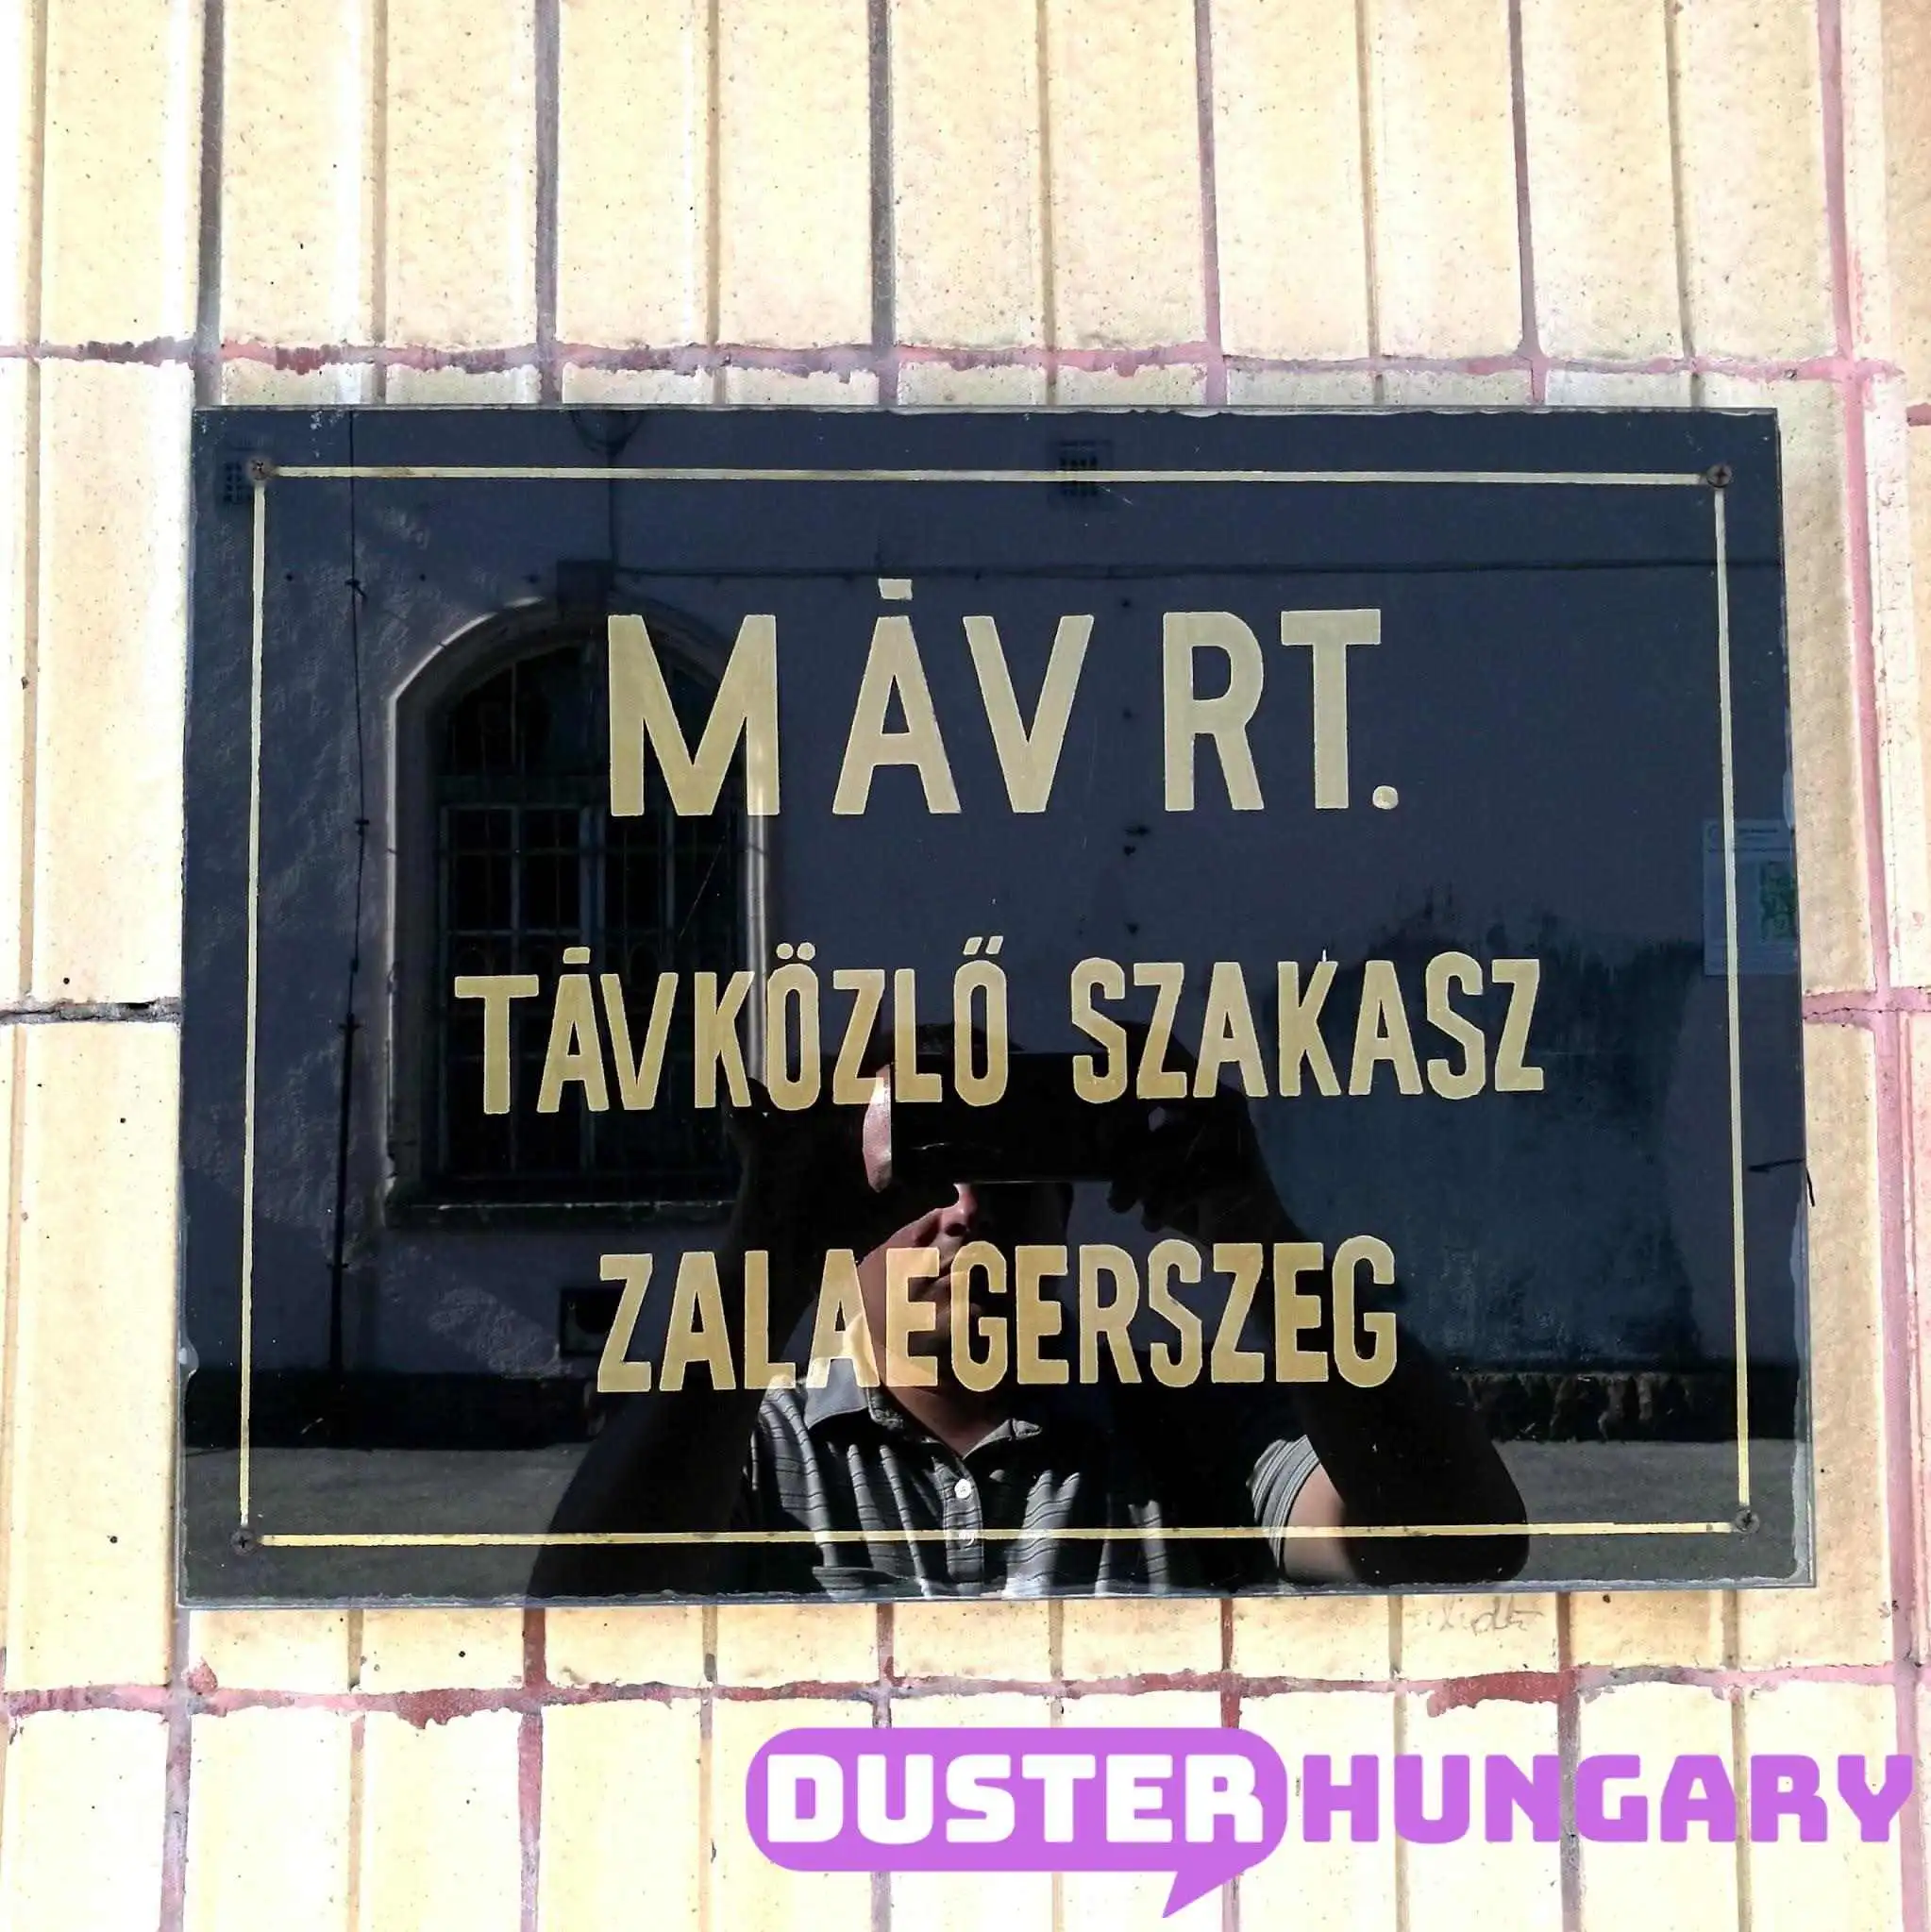 MÁV RT.
TÁVKÖZLŐ SZAKASZ
ZALAEGERSZEG
DUSTER HUNGARY